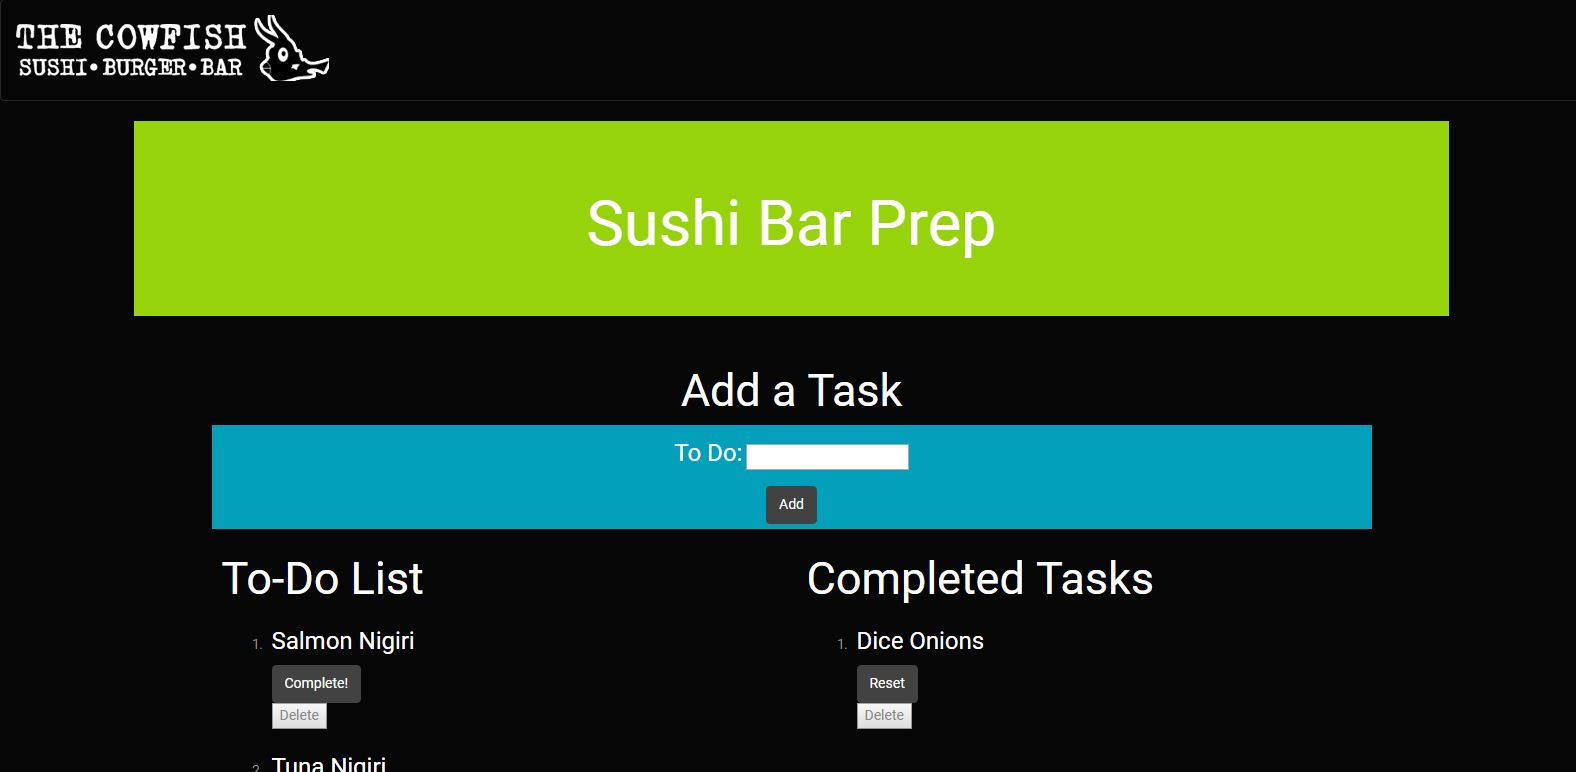 THE COWFISH
SUSHI•BURGER•BAR
Sushi Bar Prep
Add a Task
To Do:
Add
To-Do List
1. Salmon Nigiri
Complete!
Delete
2. Tuna Nigiri
Completed Tasks
1. Dice Onions
Reset
Delete